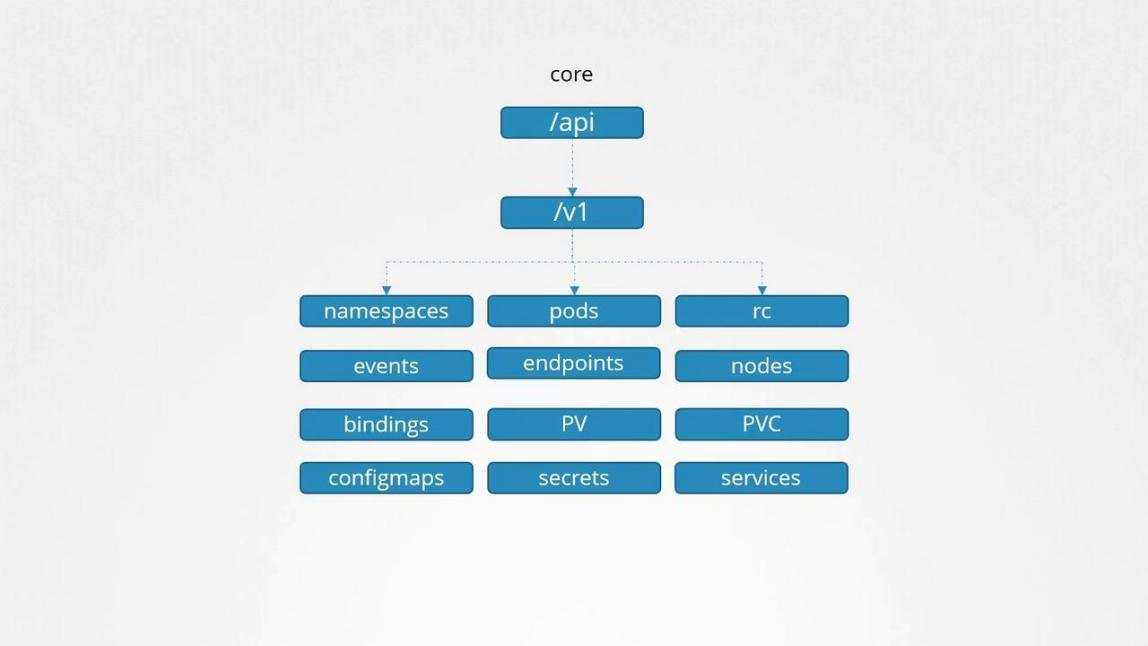 core
/api
/v1
namespaces
pods
rc
events
endpoints
nodes
bindings
PV
PVC
configmaps
secrets
services